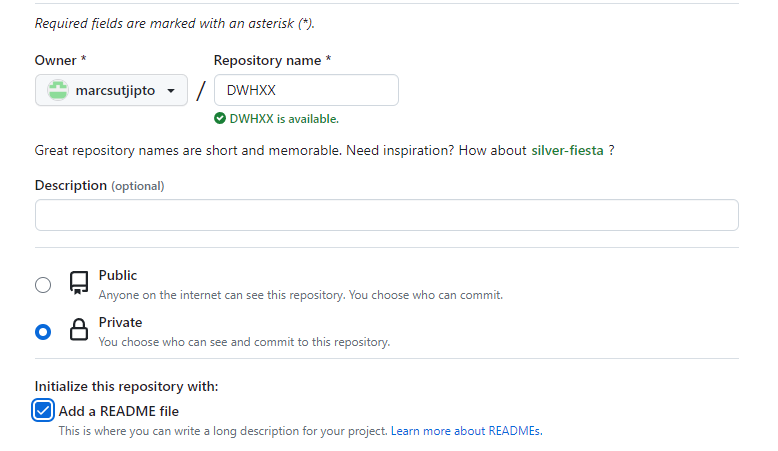 Required fields are marked with an asterisk (*).
Owner * Repository name *
marcsutjipto / DWHXX
DWHXX is available.
Great repository names are short and memorable. Need inspiration? How about silver-fiesta ?
Description (optional)
Public
Anyone on the internet can see this repository. You choose who can commit.
Private
You choose who can see and commit to this repository.
Initialize this repository with:
Add a README file
This is where you can write a long description for your project. Learn more about READMEs.